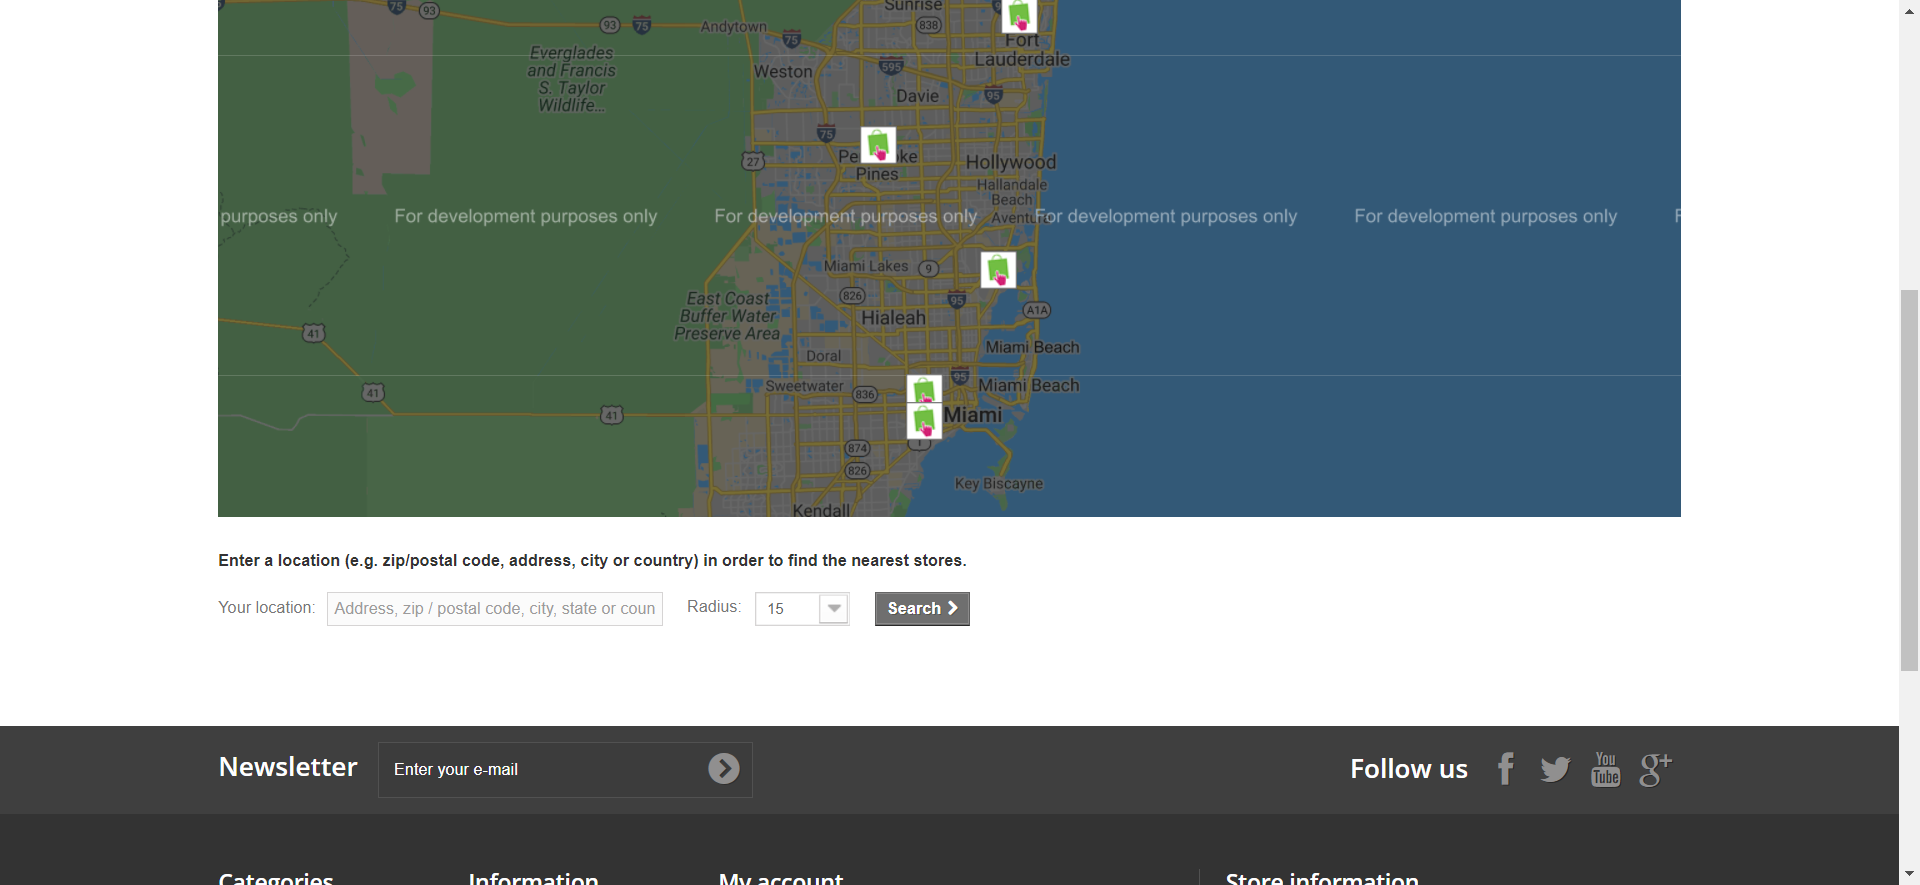 75
93
Sunrise
93
75
Andytown
75
838
Fort
Lauderdale
Everglades
and Francis
S. Taylor
Wildlife...
Weston
595
Davie
95
75
27
Pines
Hollywood
Hallandale
Beach
purposes only
For development purposes only
For development purposes only
For development purposes only
For development purposes only
Miami Lakes
9
826
95
A1A
East Coast
Buffer Water
Preserve Area
Hialeah
41
Doral
Miami Beach
95
Sweetwater
836
Miami Beach
41
41
Miami
1
874
826
Key Biscayne
Kendall
Enter a location (e.g. zip/postal code, address, city or country) in order to find the nearest stores.
Your location: Address, zip / postal code, city, state or coun Radius: 15 Search
Newsletter Enter your e-mail Follow us f You Tube g+
Categories Information My account Store information